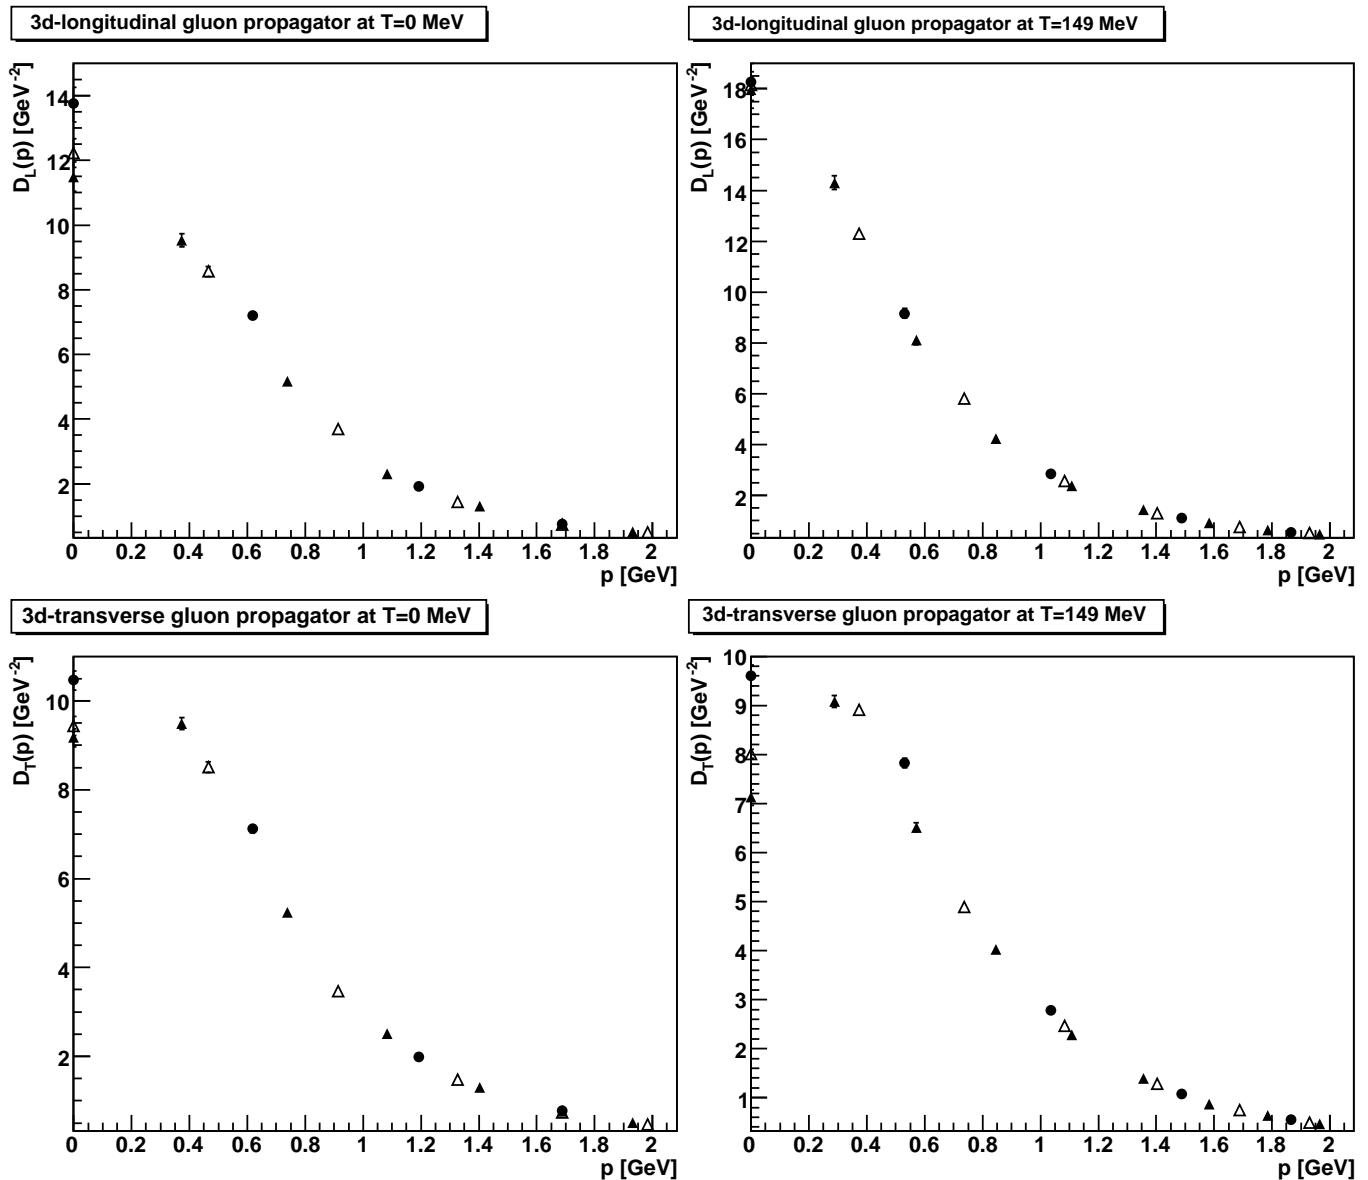 3d-longitudinal gluon propagator at T=0 MeV
D_L(p) [GeV^-2]
14
12
10
8
6
4
2
0 0.2 0.4 0.6 0.8 1 1.2 1.4 1.6 1.8 2
p [GeV]
3d-longitudinal gluon propagator at T=149 MeV
D_L(p) [GeV^-2]
18
16
14
12
10
8
6
4
2
0 0.2 0.4 0.6 0.8 1 1.2 1.4 1.6 1.8 2
p [GeV]
3d-transverse gluon propagator at T=0 MeV
D_T(p) [GeV^-2]
10
8
6
4
2
0 0.2 0.4 0.6 0.8 1 1.2 1.4 1.6 1.8 2
p [GeV]
3d-transverse gluon propagator at T=149 MeV
D_T(p) [GeV^-2]
10
9
8
7
6
5
4
3
2
1
0 0.2 0.4 0.6 0.8 1 1.2 1.4 1.6 1.8 2
p [GeV]